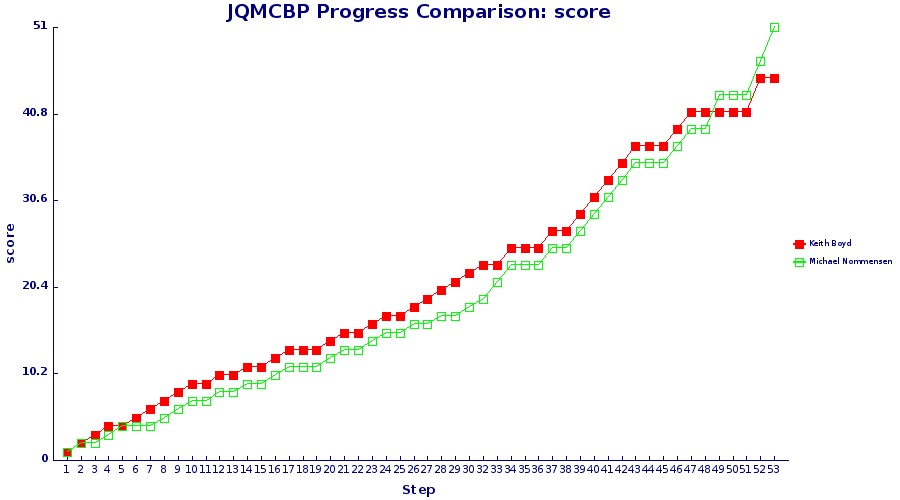 JQMCBP Progress Comparison: score
51
40.8
30.6
20.4
10.2
0
score
1 2 3 4 5 6 7 8 9 10 11 12 13 14 15 16 17 18 19 20 21 22 23 24 25 26 27 28 29 30 32 32 33 34 35 36 37 38 39 40 41 42 43 44 45 46 47 48 49 50 51 52 53
Step
Keith Boyd
Michael Nommensen